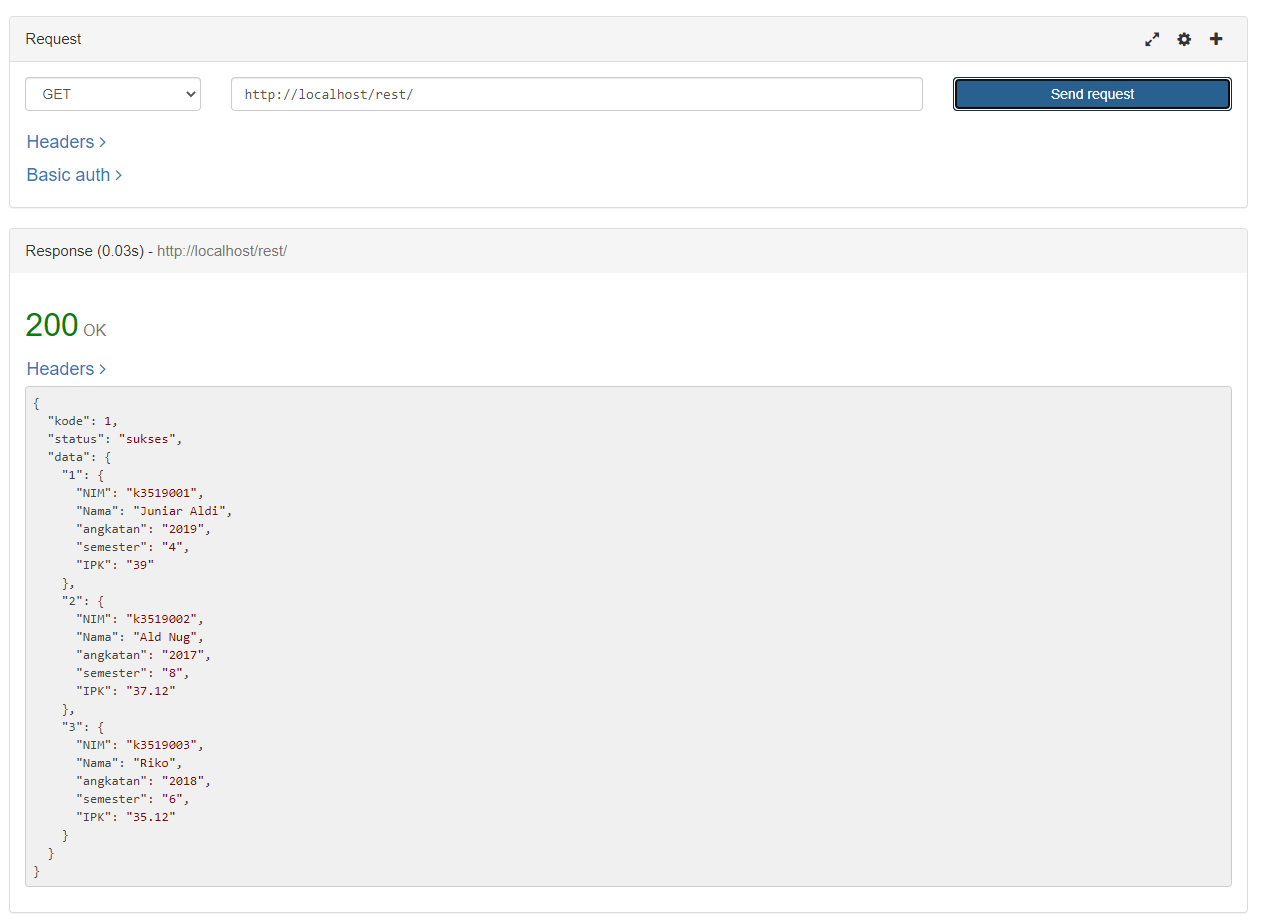 Request
GET http://localhost/rest/ Send request
Headers
Basic auth
Response (0.03s) - http://localhost/rest/
200 OK
Headers
{
  "kode": 1,
  "status": "sukses",
  "data": {
    "1": {
      "NIM": "k3519001",
      "Nama": "Juniar Aldi",
      "angkatan": "2019",
      "semester": "4",
      "IPK": "39"
    },
    "2": {
      "NIM": "k3519002",
      "Nama": "Ald Nug",
      "angkatan": "2017",
      "semester": "8",
      "IPK": "37.12"
    },
    "3": {
      "NIM": "k3519003",
      "Nama": "Riko",
      "angkatan": "2018",
      "semester": "6",
      "IPK": "35.12"
    }
  }
}